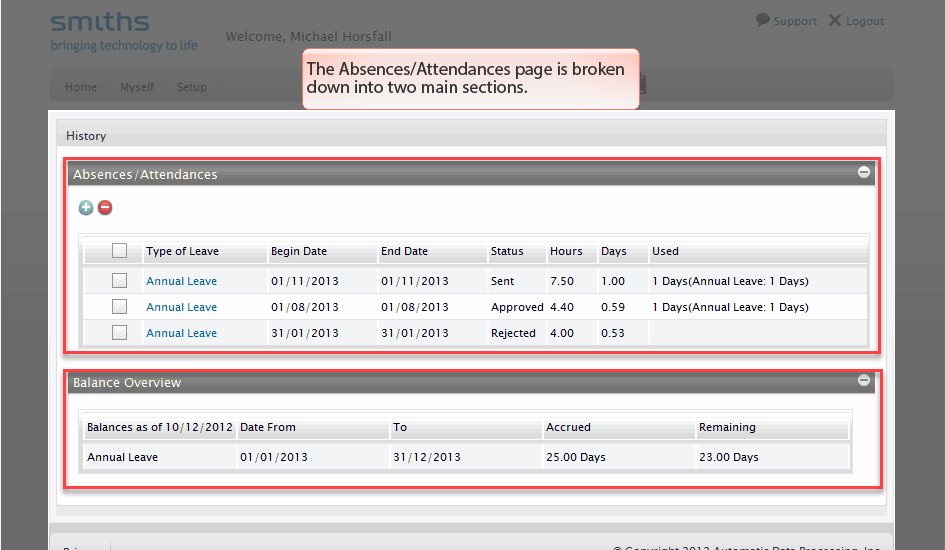 smiths
bringing technology to life
Welcome, Michael Horsfall
Support Logout
The Absences/Attendances page is broken
down into two main sections.
Home Myself Setup
History
Absences/Attendances
Type of Leave Begin Date End Date Status Hours Days Used
Annual Leave 01/11/2013 01/11/2013 Sent 7.50 1.00 1 Days(Annual Leave: 1 Days)
Annual Leave 01/08/2013 01/08/2013 Approved 4.40 0.59 1 Days(Annual Leave: 1 Days)
Annual Leave 31/01/2013 31/01/2013 Rejected 4.00 0.53
Balance Overview
Balances as of 10/12/2012 Date From To Accrued Remaining
Annual Leave 01/01/2013 31/12/2013 25.00 Days 23.00 Days
© Copyright 2012 Automatic Data Processing, Inc.